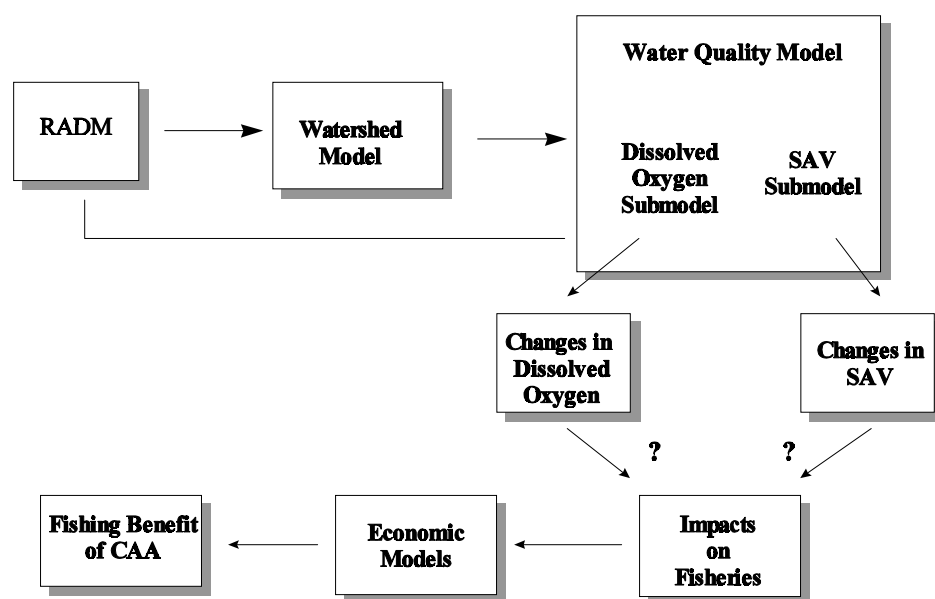 Water Quality Model
RADM
Watershed
Model
Dissolved
Oxygen
Submodel
SAV
Submodel
Changes in
Dissolved
Oxygen
Changes in
SAV
?
?
Fishing Benefit
of CAA
Economic
Models
Impacts
on
Fisheries